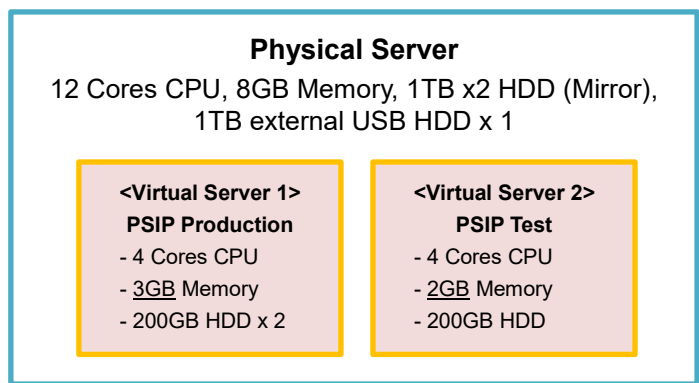 Physical Server
12 Cores CPU, 8GB Memory, 1TB x2 HDD (Mirror),
1TB external USB HDD x 1
<Virtual Server 1>
PSIP Production
- 4 Cores CPU
- 3GB Memory
- 200GB HDD x 2
<Virtual Server 2>
PSIP Test
- 4 Cores CPU
- 2GB Memory
- 200GB HDD